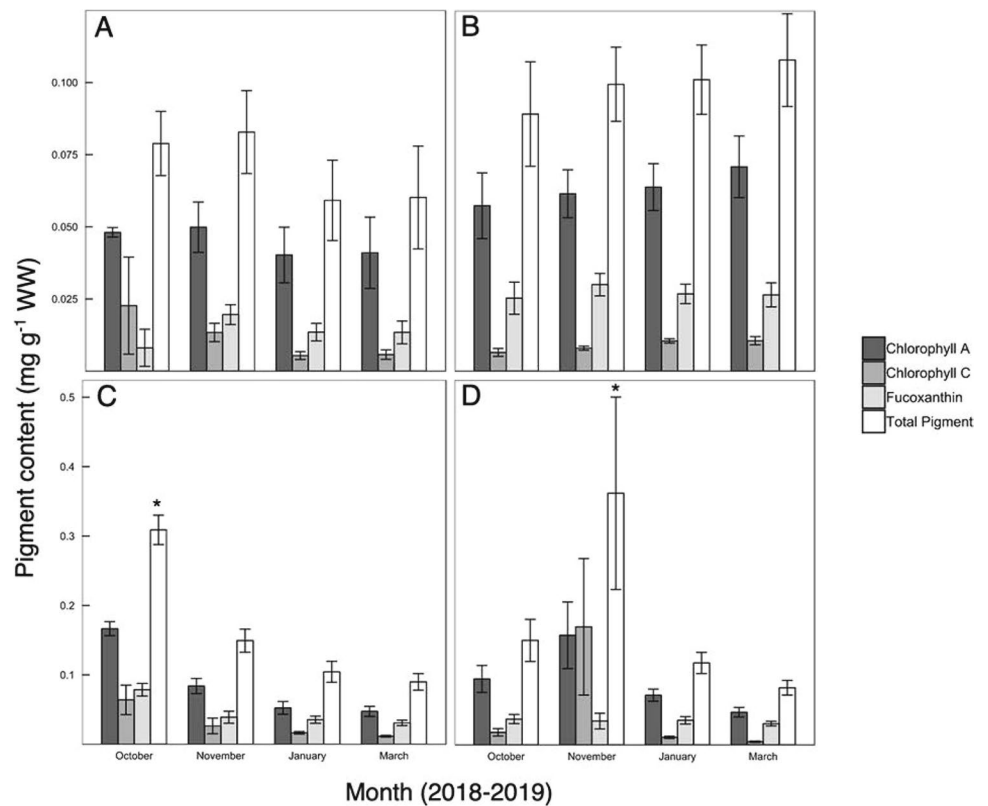 A
B
0.100
0.075
0.050
0.025
Pigment content (mg g-1 WW)
Chlorophyll A
Chlorophyll C
Fucoxanthin
Total Pigment
C
D
*
*
0.5
0.4
0.3
0.2
0.1
October November January March
October November January March
Month (2018-2019)